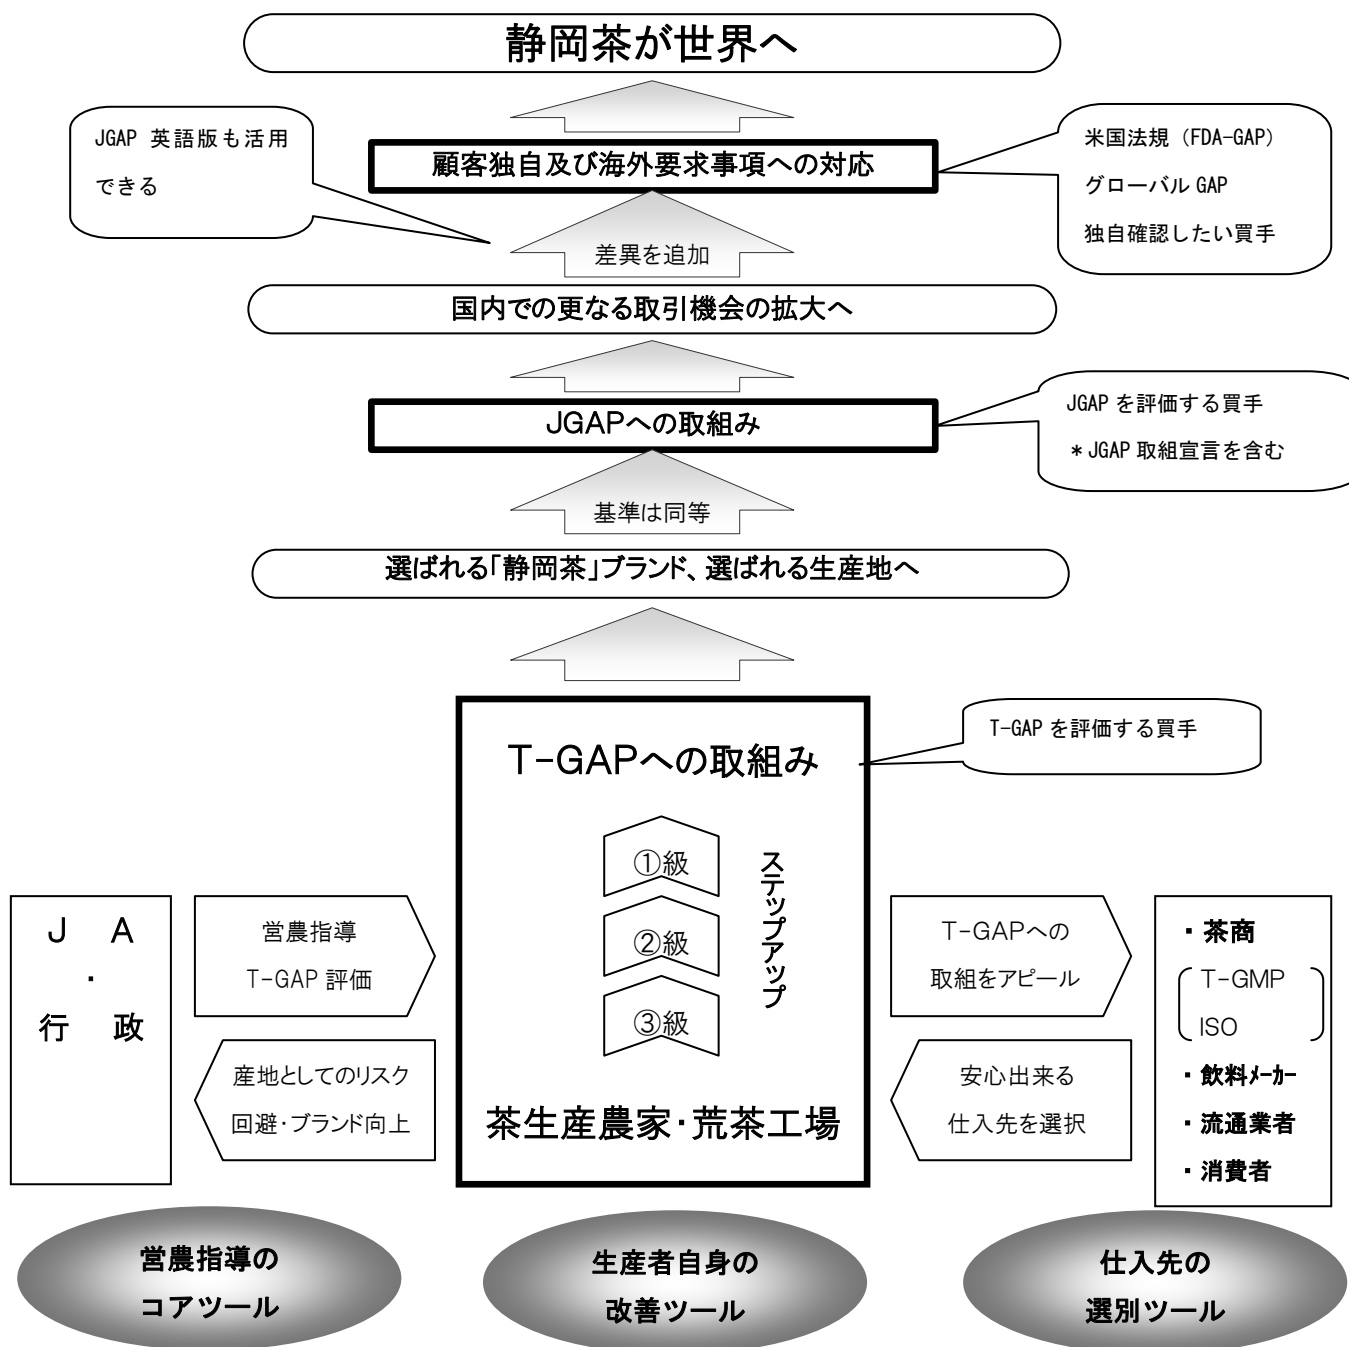 静岡茶が世界へ
JGAP 英語版も活用
できる
顧客独自及び海外要求事項への対応
米国法規（FDA-GAP）
グローバル GAP
独自確認したい買手
差異を追加
国内での更なる取引機会の拡大へ
JGAPへの取組み
JGAP を評価する買手
＊JGAP 取組宣言を含む
基準は同等
選ばれる「静岡茶」ブランド、選ばれる生産地へ
T-GAPへの取組み
T-GAP を評価する買手
①級
②級
③級
ステップアップ
茶生産農家・荒茶工場
J A
・
行 政
営農指導
T-GAP 評価
産地としてのリスク
回避・ブランド向上
T-GAPへの
取組をアピール
安心出来る
仕入先を選択
・茶商
T-GMP
ISO
・飲料ﾒｰｶｰ
・流通業者
・消費者
営農指導の
コアツール
生産者自身の
改善ツール
仕入先の
選別ツール